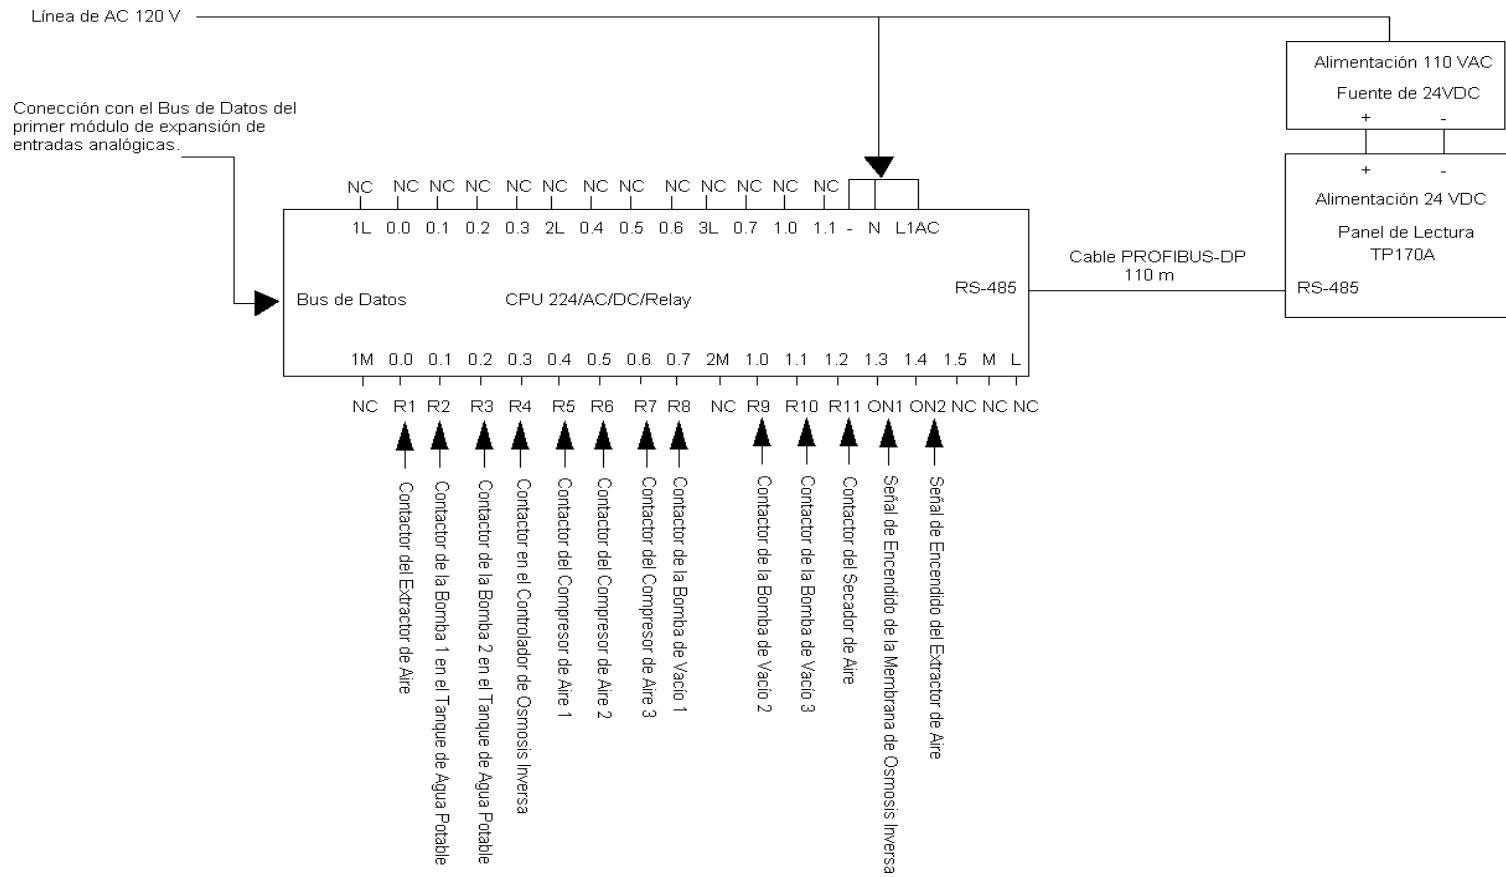 Línea de AC 120 V
Alimentación 110 VAC
Fuente de 24VDC
+ -
Conección con el Bus de Datos del
primer módulo de expansión de
entradas analógicas.
+ -
Alimentación 24 VDC
Panel de Lectura
TP170A
RS-485
NC NC NC NC NC NC NC NC NC NC NC NC NC
1L 0.0 0.1 0.2 0.3 2L 0.4 0.5 0.6 3L 0.7 1.0 1.1 - N L1AC
Cable PROFIBUS-DP
110 m
Bus de Datos
CPU 224/AC/DC/Relay
RS-485
1M 0.0 0.1 0.2 0.3 0.4 0.5 0.6 0.7 2M 1.0 1.1 1.2 1.3 1.4 1.5 M L
NC R1 R2 R3 R4 R5 R6 R7 R8 NC R9 R10 R11 ON1 ON2 NC NC NC
Contactor del Extractor de Aire
Contactor de la Bomba 1 en el Tanque de Agua Potable
Contactor de la Bomba 2 en el Tanque de Agua Potable
Contactor en el Controlador de Osmosis Inversa
Contactor del Compresor de Aire 1
Contactor del Compresor de Aire 2
Contactor del Compresor de Aire 3
Contactor de la Bomba de Vacío 1
Contactor de la Bomba de Vacío 2
Contactor de la Bomba de Vacío 3
Contactor del Secador de Aire
Señal de Encendido de la Membrana de Osmosis Inversa
Señal de Encendido del Extractor de Aire